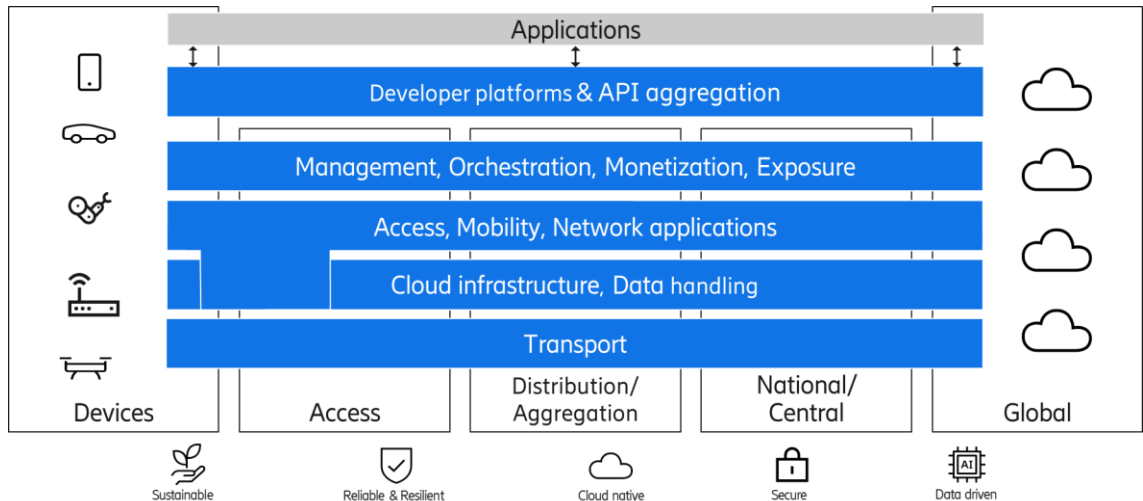 Applications
Developer platforms & API aggregation
Management, Orchestration, Monetization, Exposure
Access, Mobility, Network applications
Cloud infrastructure, Data handling
Transport
Devices
Access
Distribution/
Aggregation
National/
Central
Global
Sustainable
Reliable & Resilient
Cloud native
Secure
AI
Data driven